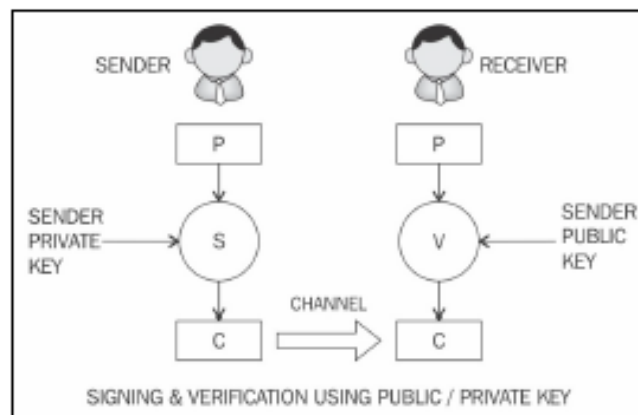 SENDER
RECEIVER
P
P
SENDER
PRIVATE
KEY
S
V
SENDER
PUBLIC
KEY
CHANNEL
C
C
SIGNING & VERIFICATION USING PUBLIC / PRIVATE KEY